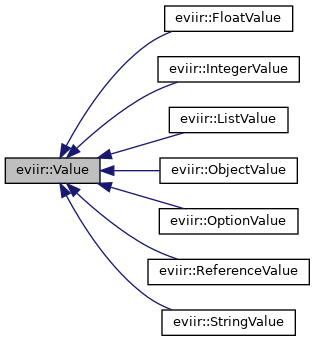 eviir::FloatValue
eviir::IntegerValue
eviir::ListValue
eviir::Value
eviir::ObjectValue
eviir::OptionValue
eviir::ReferenceValue
eviir::StringValue